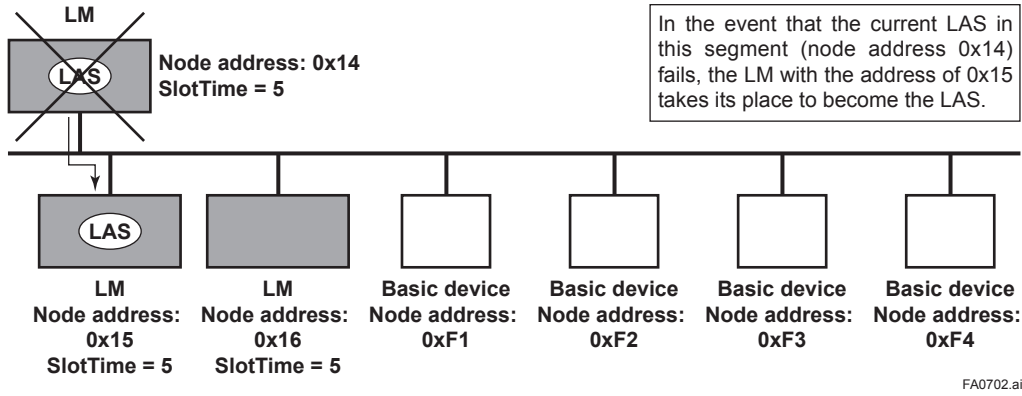 LM
LAS
Node address: 0x14
SlotTime = 5
In the event that the current LAS in
this segment (node address 0x14)
fails, the LM with the address of 0x15
takes its place to become the LAS.
LAS
LM
Node address:
0x15
SlotTime = 5
LM
Node address:
0x16
SlotTime = 5
Basic device
Node address:
0xF1
Basic device
Node address:
0xF2
Basic device
Node address:
0xF3
Basic device
Node address:
0xF4
FA0702.ai